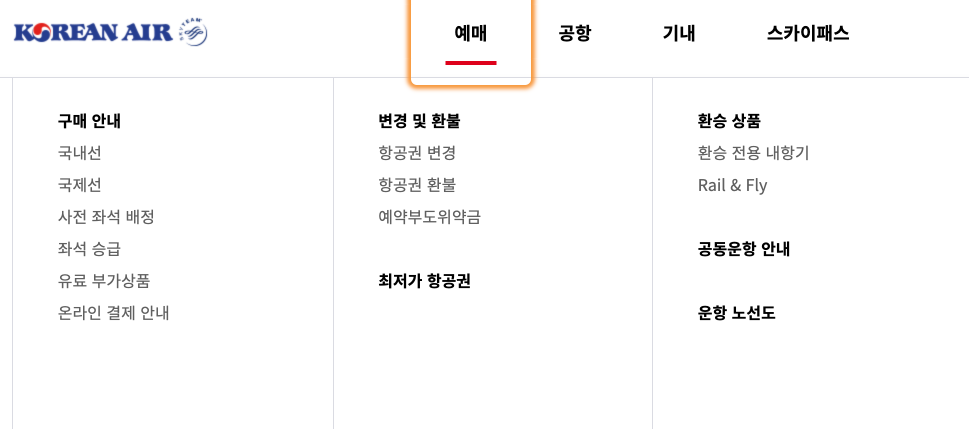 KOREAN AIR SKYTEAM
예매 공항 기내 스카이패스
구매 안내
국내선
국제선
사전 좌석 배정
좌석 승급
유료 부가상품
온라인 결제 안내
변경 및 환불
항공권 변경
항공권 환불
예약부도위약금
최저가 항공권
환승 상품
환승 전용 내항기
Rail & Fly
공동운항 안내
운항 노선도